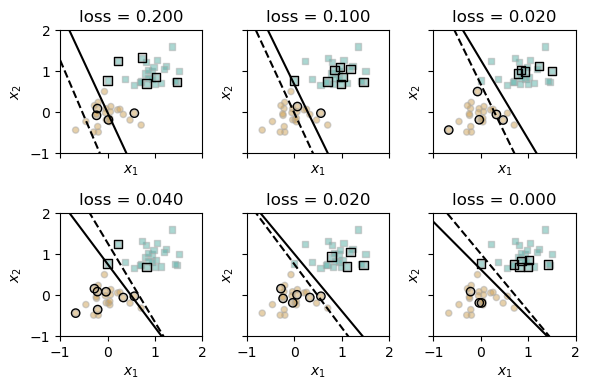 loss = 0.200 loss = 0.100 loss = 0.020
2
1
0
−1
x₂ x₂ x₂
x₁ x₁ x₁
loss = 0.040 loss = 0.020 loss = 0.000
2
1
0
−1
x₂ x₂ x₂
−1 0 1 2 −1 0 1 2 −1 0 1 2
x₁ x₁ x₁